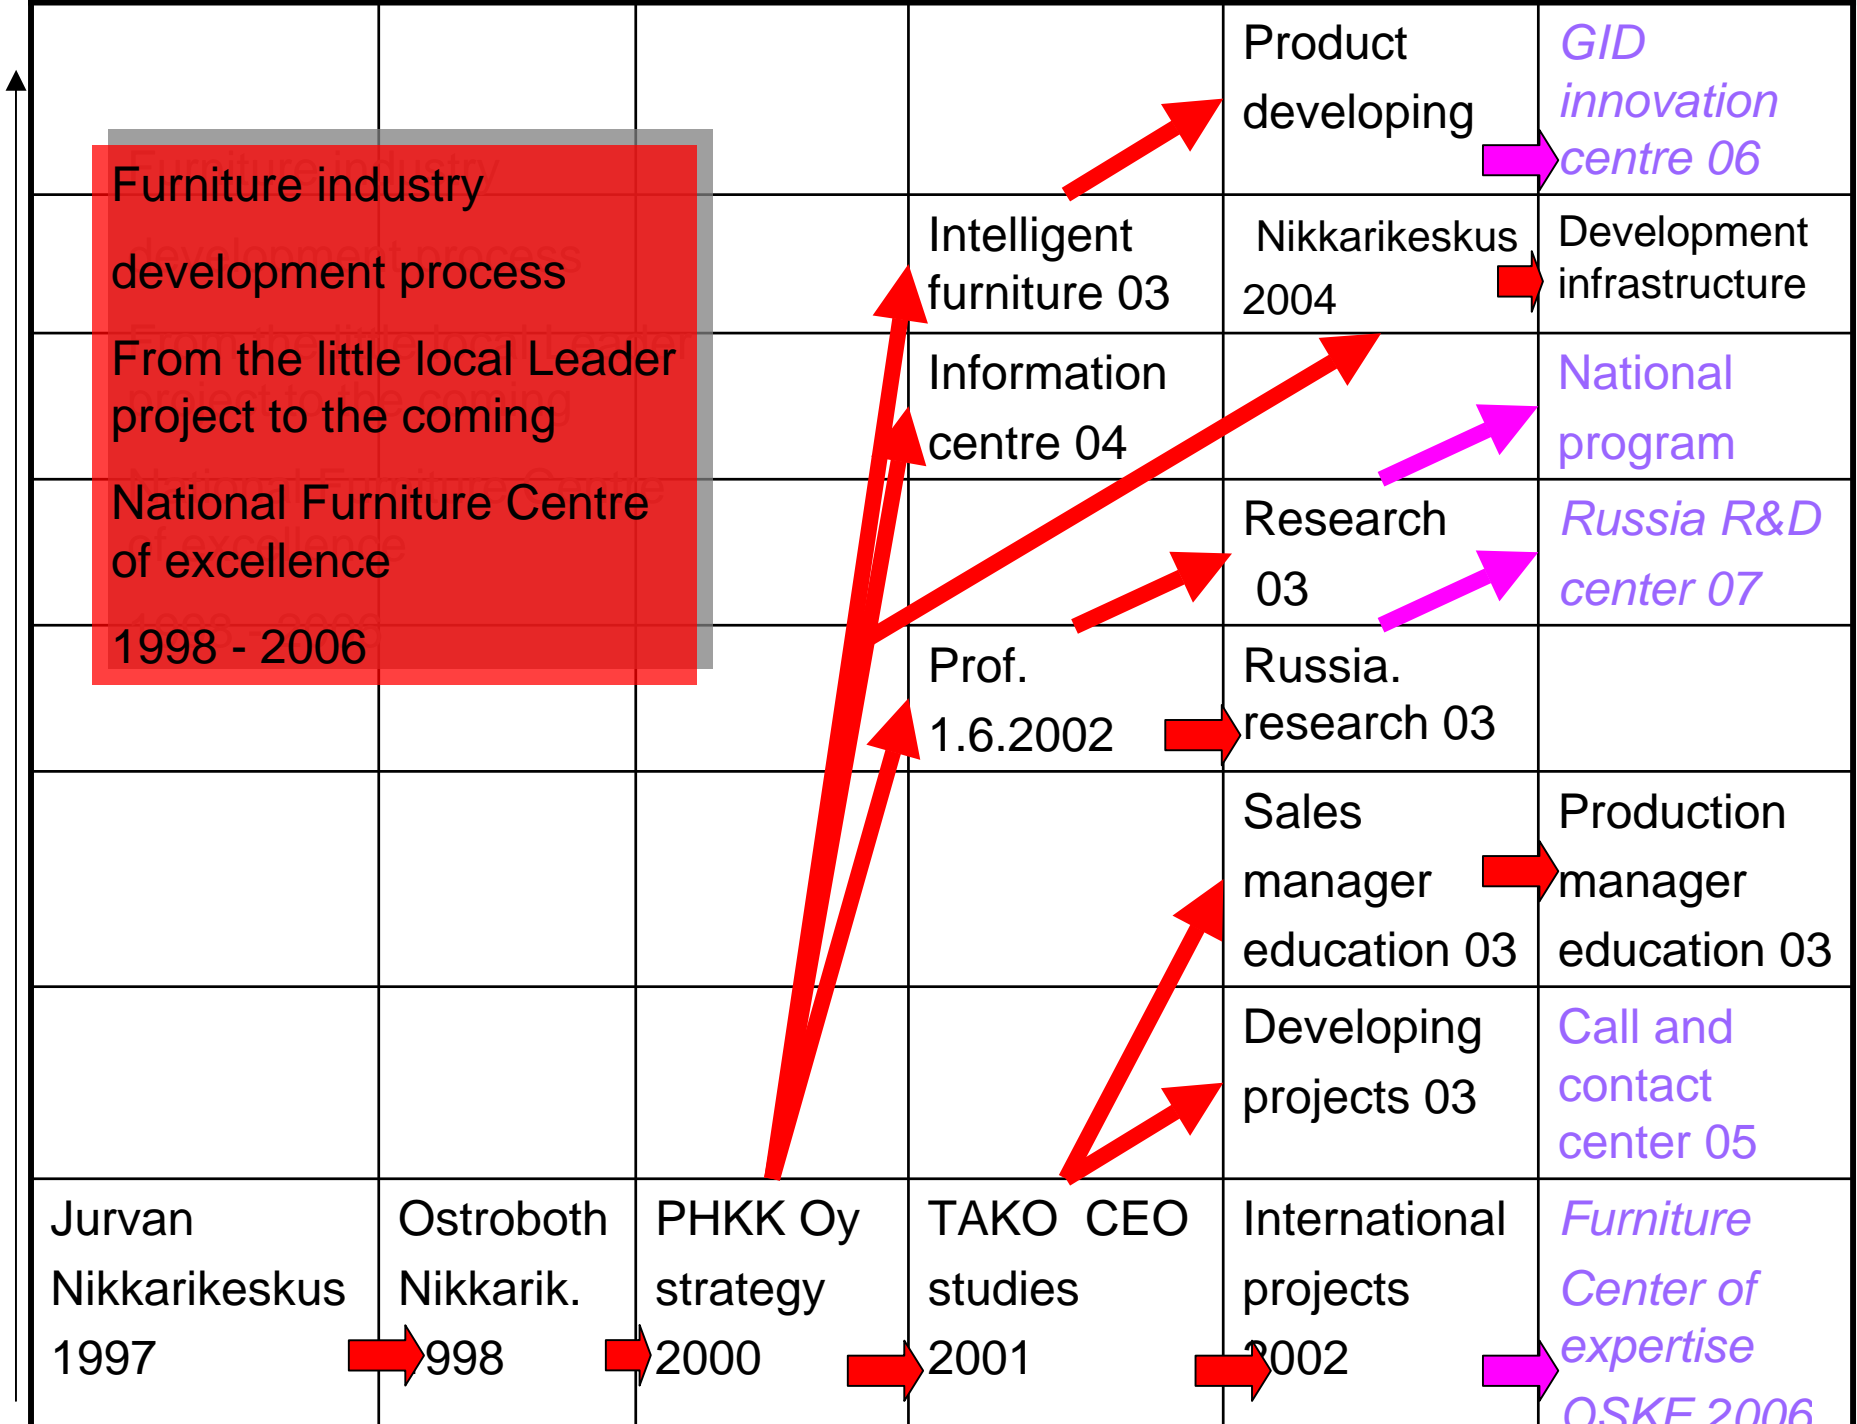 Product
developing
GID
innovation
centre 06
Furniture industry
development process
From the little local Leader
project to the coming
National Furniture Centre
of excellence
1998 - 2006
Intelligent
furniture 03
Nikkarikeskus
2004
Development
infrastructure
Information
centre 04
National
program
Research
03
Russia R&D
center 07
Prof.
1.6.2002
Russia.
research 03
Sales
manager
education 03
Production
manager
education 03
Developing
projects 03
Call and
contact
center 05
Jurvan
Nikkarikeskus
1997
Ostroboth
Nikkarik.
998
PHKK Oy
strategy
2000
TAKO CEO
studies
2001
International
projects
2002
Furniture
Center of
expertise
OSKE 2006